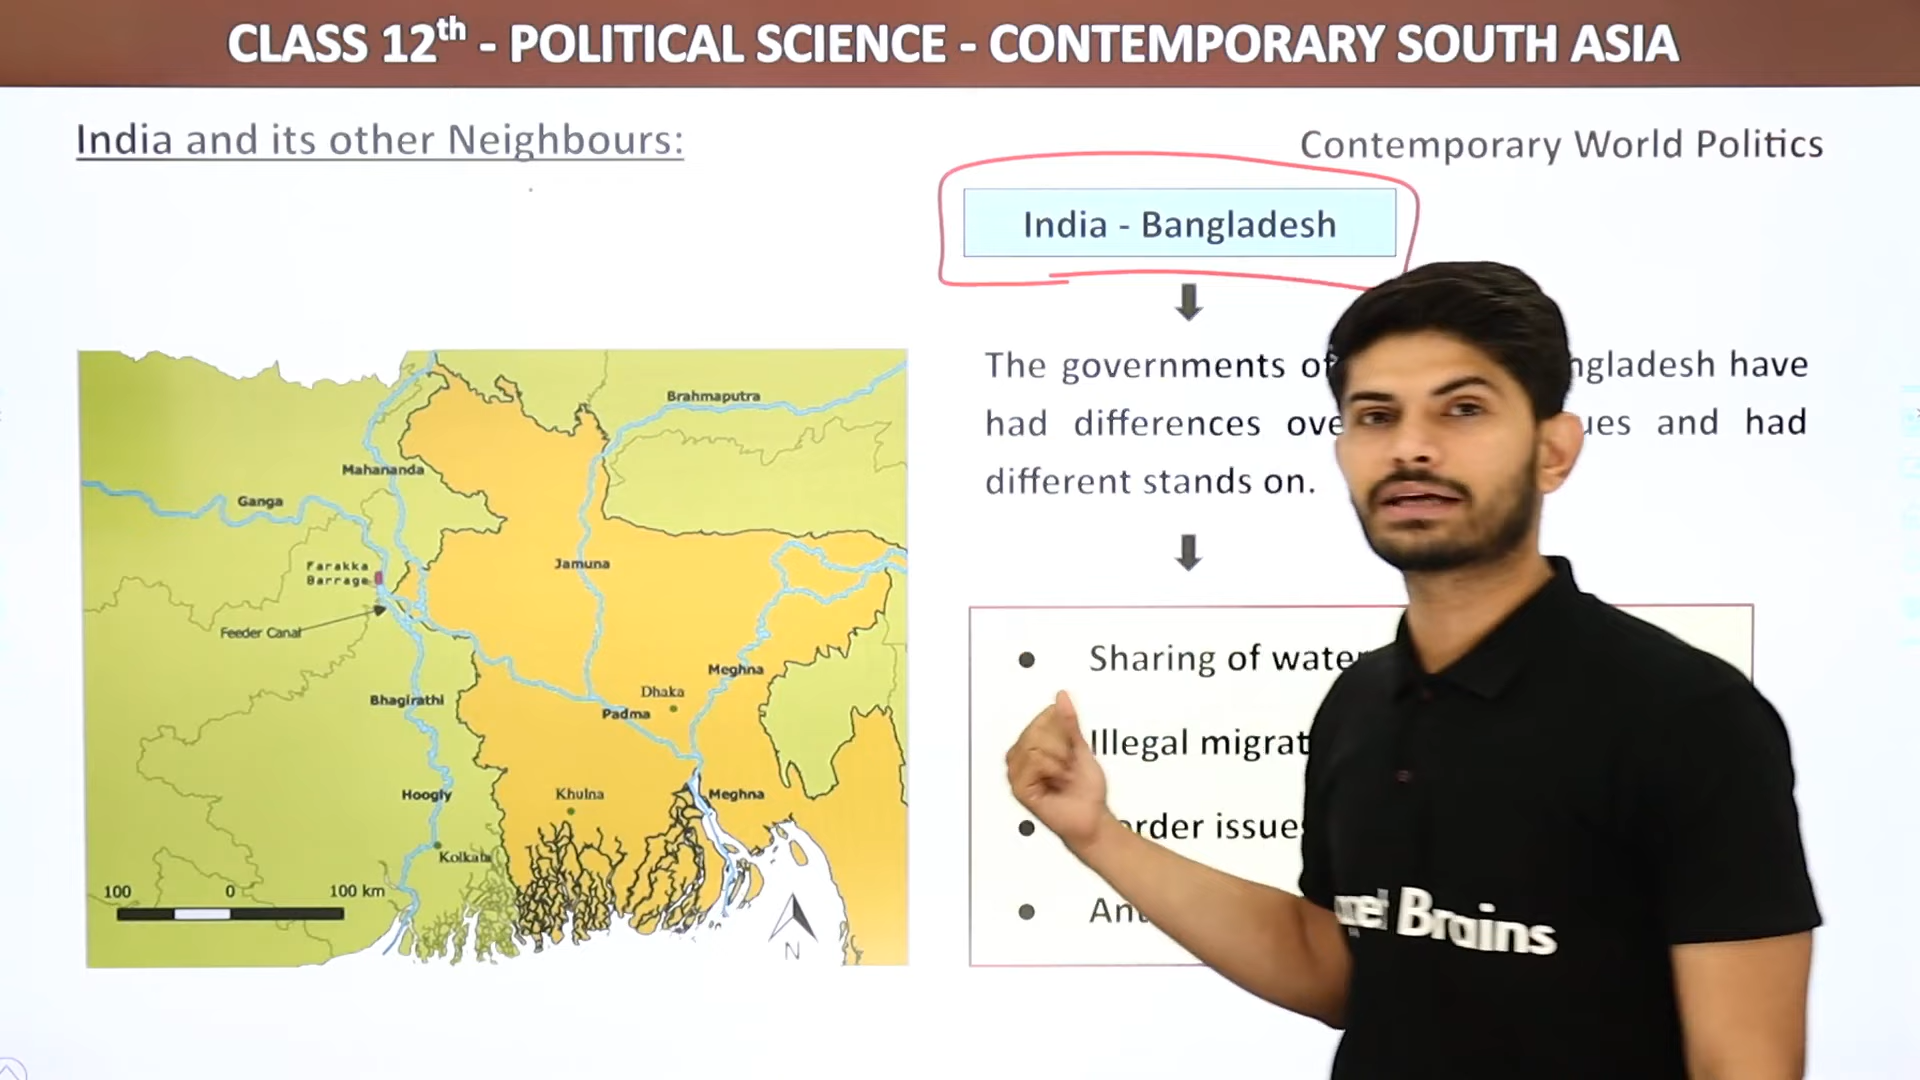 CLASS 12th - POLITICAL SCIENCE - CONTEMPORARY SOUTH ASIA
India and its other Neighbours:
Contemporary World Politics
India - Bangladesh
The governments of
ngladesh have
had differences ove
ues and had
different stands on.
Sharing of wate
Illegal migrat
order issue
Brahmaputra
Mahananda
Ganga
Farakka
Barrage
Jamuna
Feeder Canal
Meghna
Dhaka
Bhagirathi
Padma
Hoogly
Khulna
Meghna
Kolkata
100 0 100 km
N
Brains